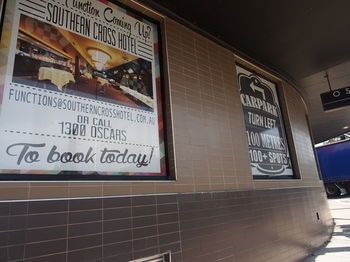 Function Coming Up?
SOUTHERN CROSS HOTEL
FUNCTIONS@SOUTHERNCROSSHOTEL.COM.AU
OR CALL
1300 OSCARS
To book today!
CARPARK
TURN LEFT
100 METRES
100+ SPOTS